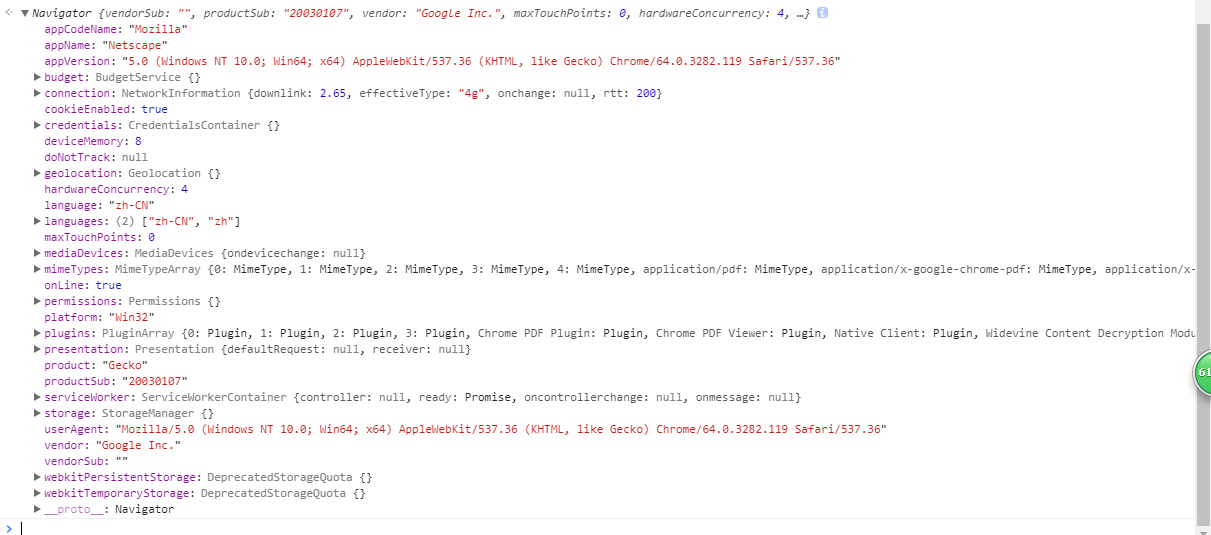 Navigator {vendorSub: "", productSub: "20030107", vendor: "Google Inc.", maxTouchPoints: 0, hardwareConcurrency: 4, …}
appCodeName: "Mozilla"
appName: "Netscape"
appVersion: "5.0 (Windows NT 10.0; Win64; x64) AppleWebKit/537.36 (KHTML, like Gecko) Chrome/64.0.3282.119 Safari/537.36"
budget: BudgetService {}
connection: NetworkInformation {downlink: 2.65, effectiveType: "4g", onchange: null, rtt: 200}
cookieEnabled: true
credentials: CredentialsContainer {}
deviceMemory: 8
doNotTrack: null
geolocation: Geolocation {}
hardwareConcurrency: 4
language: "zh-CN"
languages: (2) ["zh-CN", "zh"]
maxTouchPoints: 0
mediaDevices: MediaDevices {ondevicechange: null}
mimeTypes: MimeTypeArray {0: MimeType, 1: MimeType, 2: MimeType, 3: MimeType, 4: MimeType, application/pdf: MimeType, application/x-google-chrome-pdf: MimeType, application/x-
onLine: true
permissions: Permissions {}
platform: "Win32"
plugins: PluginArray {0: Plugin, 1: Plugin, 2: Plugin, 3: Plugin, Chrome PDF Plugin: Plugin, Chrome PDF Viewer: Plugin, Native Client: Plugin, Widevine Content Decryption Modu
presentation: Presentation {defaultRequest: null, receiver: null}
product: "Gecko"
productSub: "20030107"
serviceWorker: ServiceWorkerContainer {controller: null, ready: Promise, oncontrollerchange: null, onmessage: null}
storage: StorageManager {}
userAgent: "Mozilla/5.0 (Windows NT 10.0; Win64; x64) AppleWebKit/537.36 (KHTML, like Gecko) Chrome/64.0.3282.119 Safari/537.36"
vendor: "Google Inc."
vendorSub: ""
webkitPersistentStorage: DeprecatedStorageQuota {}
webkitTemporaryStorage: DeprecatedStorageQuota {}
__proto__: Navigator
61